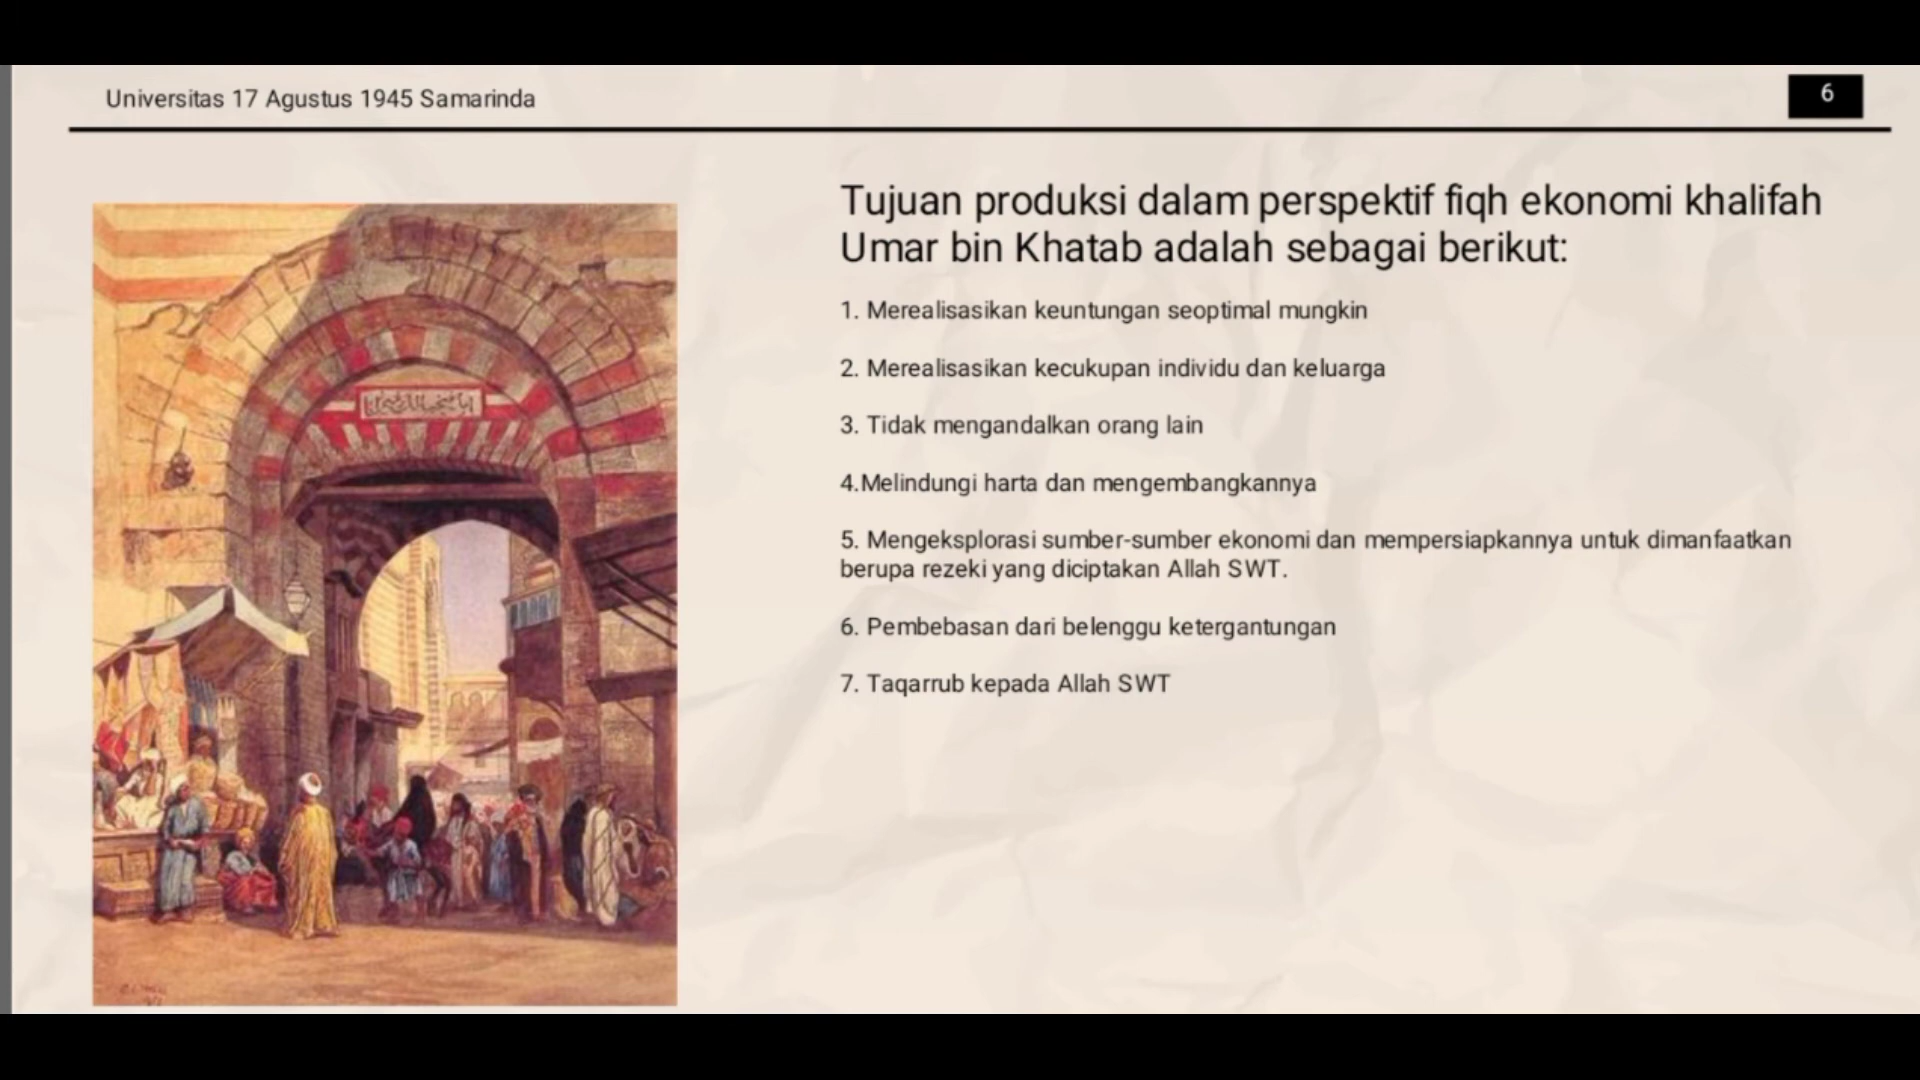 Universitas 17 Agustus 1945 Samarinda
6
Tujuan produksi dalam perspektif fiqh ekonomi khalifah
Umar bin Khatab adalah sebagai berikut:
1. Merealisasikan keuntungan seoptimal mungkin
2. Merealisasikan kecukupan individu dan keluarga
3. Tidak mengandalkan orang lain
4.Melindungi harta dan mengembangkannya
5. Mengeksplorasi sumber-sumber ekonomi dan mempersiapkannya untuk dimanfaatkan
berupa rezeki yang diciptakan Allah SWT.
6. Pembebasan dari belenggu ketergantungan
7. Taqarrub kepada Allah SWT